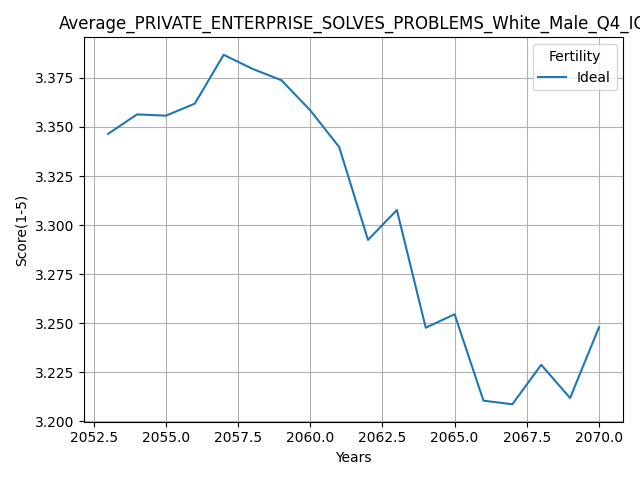 Average_PRIVATE_ENTERPRISE_SOLVES_PROBLEMS_White_Male_Q4_IC
Fertility
Ideal
3.375
3.350
3.325
3.300
3.275
3.250
3.225
3.200
Score(1-5)
2052.5 2055.0 2057.5 2060.0 2062.5 2065.0 2067.5 2070.0
Years